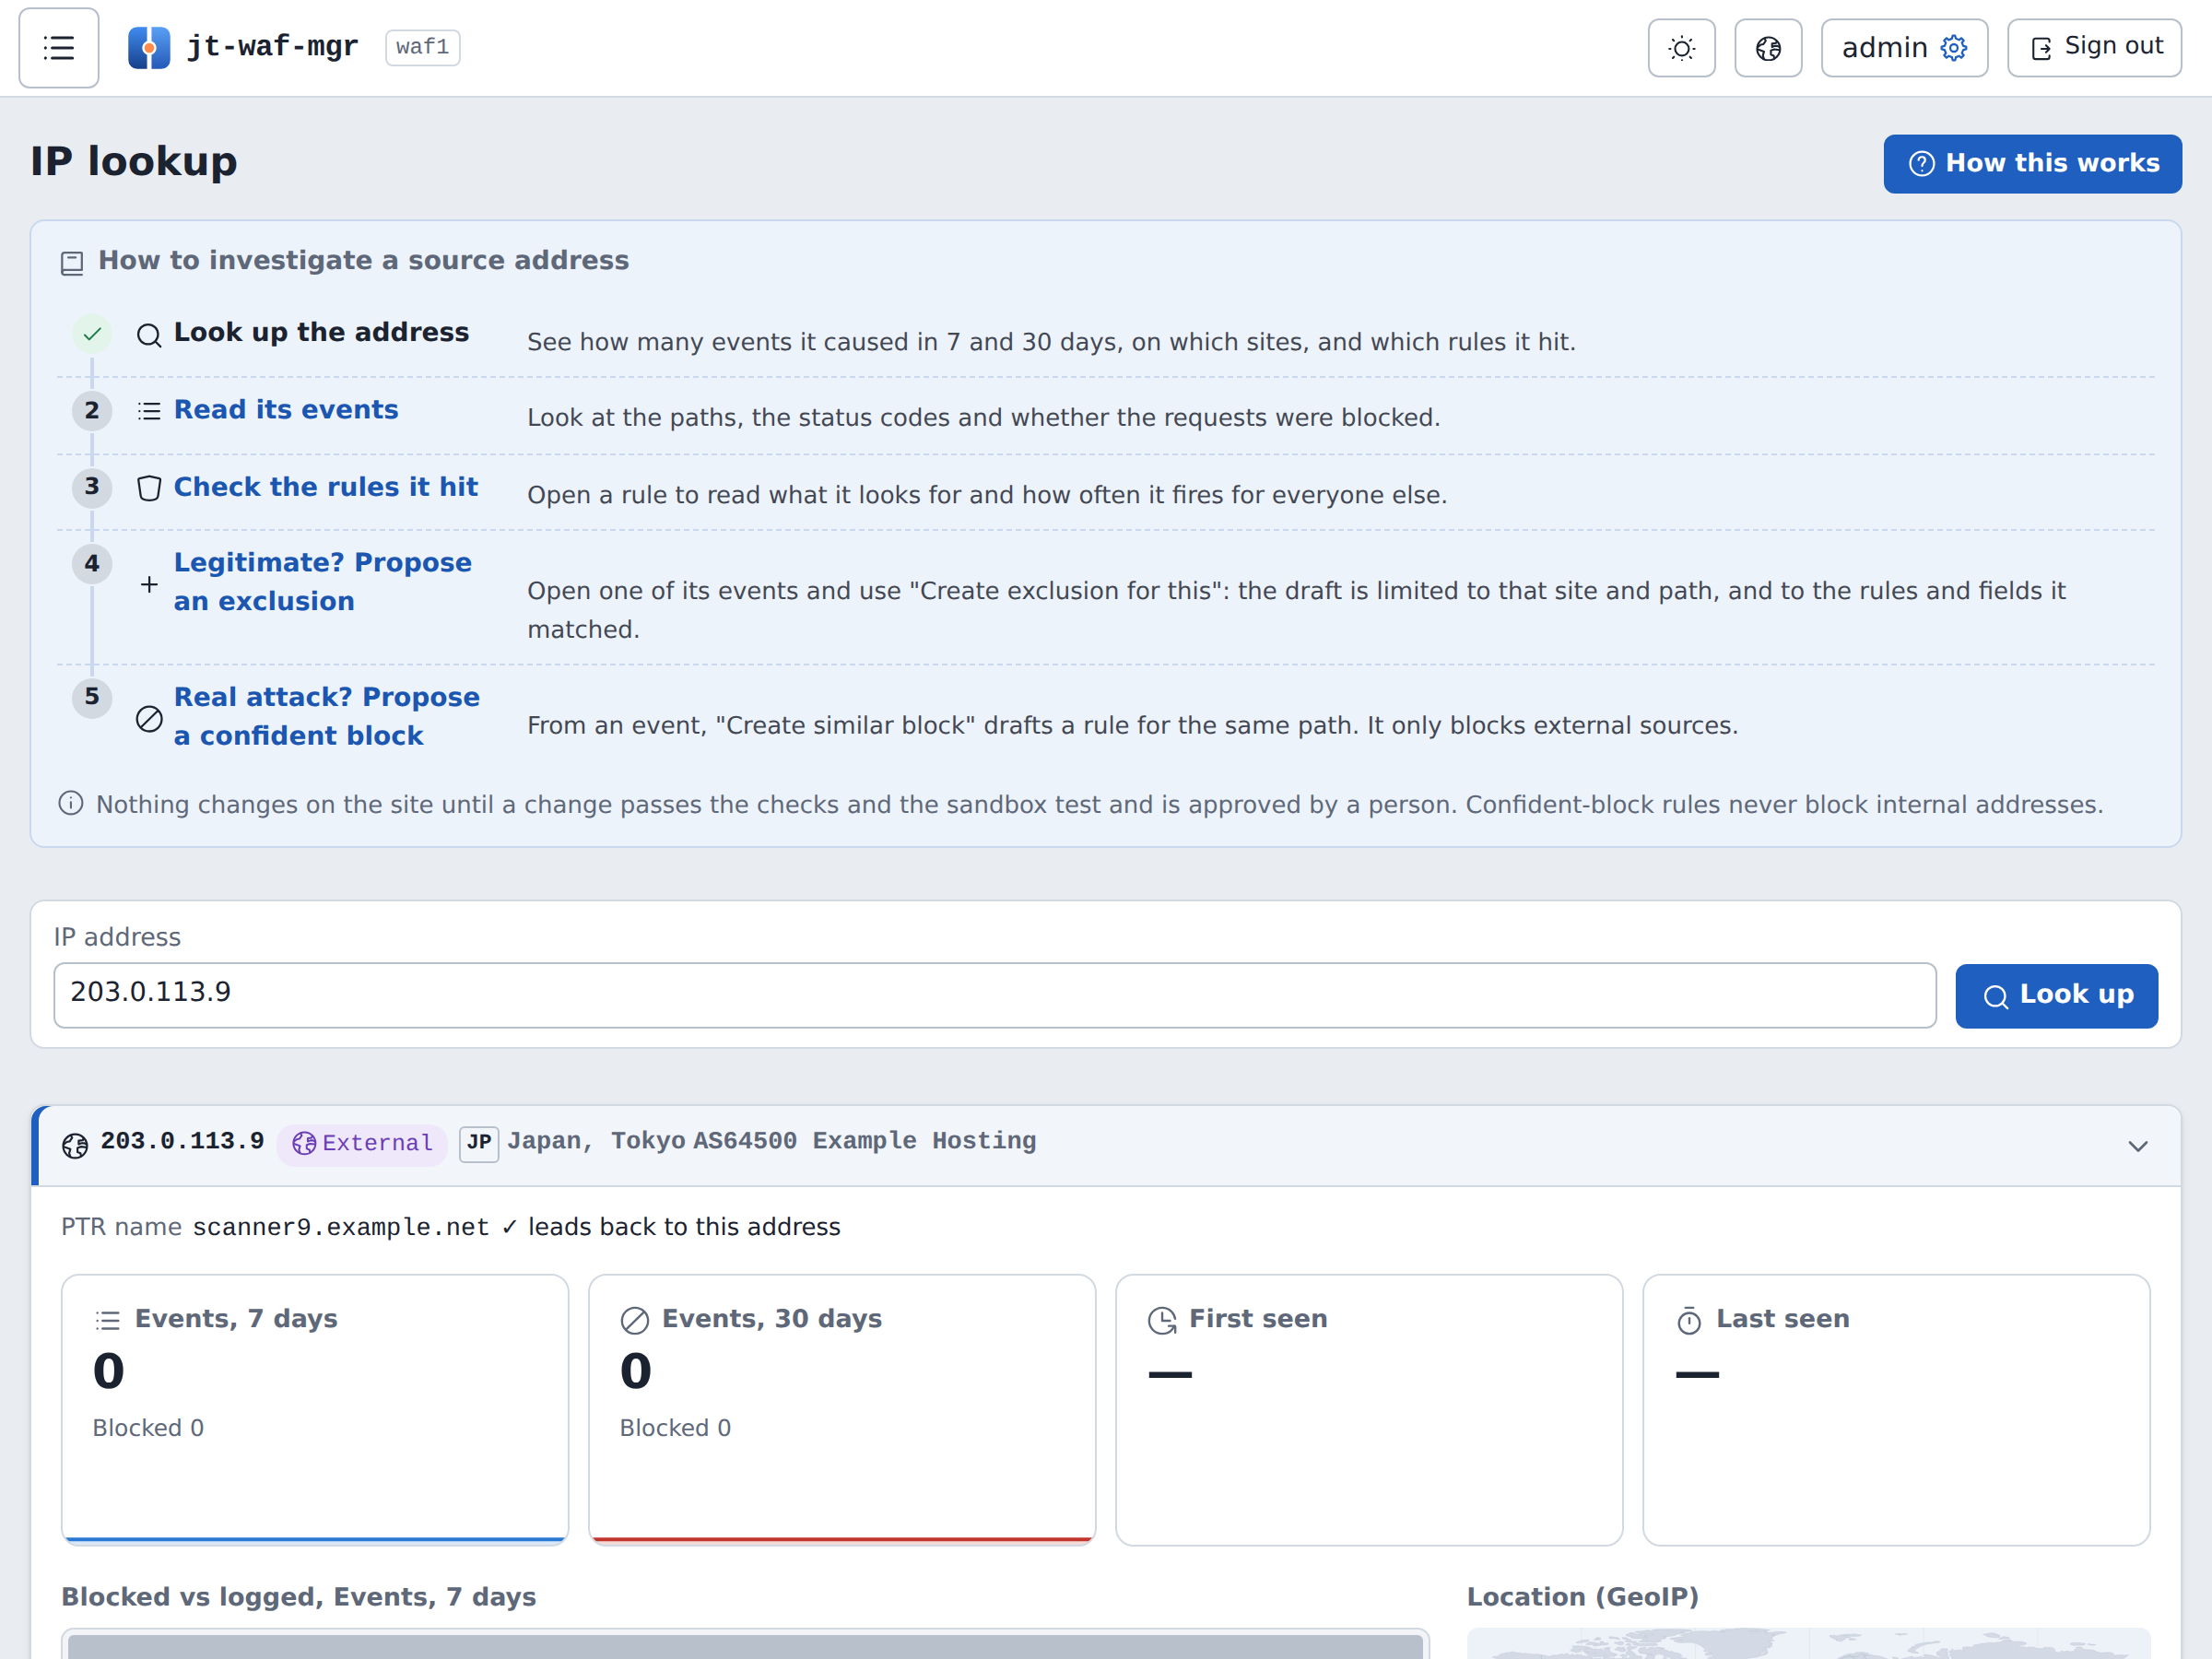 jt-waf-mgr waf1 admin Sign out
IP lookup How this works
How to investigate a source address
Look up the address See how many events it caused in 7 and 30 days, on which sites, and which rules it hit.
2 Read its events Look at the paths, the status codes and whether the requests were blocked.
3 Check the rules it hit Open a rule to read what it looks for and how often it fires for everyone else.
4 Legitimate? Propose
an exclusion
Open one of its events and use "Create exclusion for this": the draft is limited to that site and path, and to the rules and fields it
matched.
5 Real attack? Propose
a confident block
From an event, "Create similar block" drafts a rule for the same path. It only blocks external sources.
Nothing changes on the site until a change passes the checks and the sandbox test and is approved by a person. Confident-block rules never block internal addresses.
IP address
203.0.113.9 Look up
203.0.113.9 External JP Japan, Tokyo AS64500 Example Hosting
PTR name scanner9.example.net ✓ leads back to this address
Events, 7 days
0
Blocked 0
Events, 30 days
0
Blocked 0
First seen
—
Last seen
—
Blocked vs logged, Events, 7 days
Location (GeoIP)